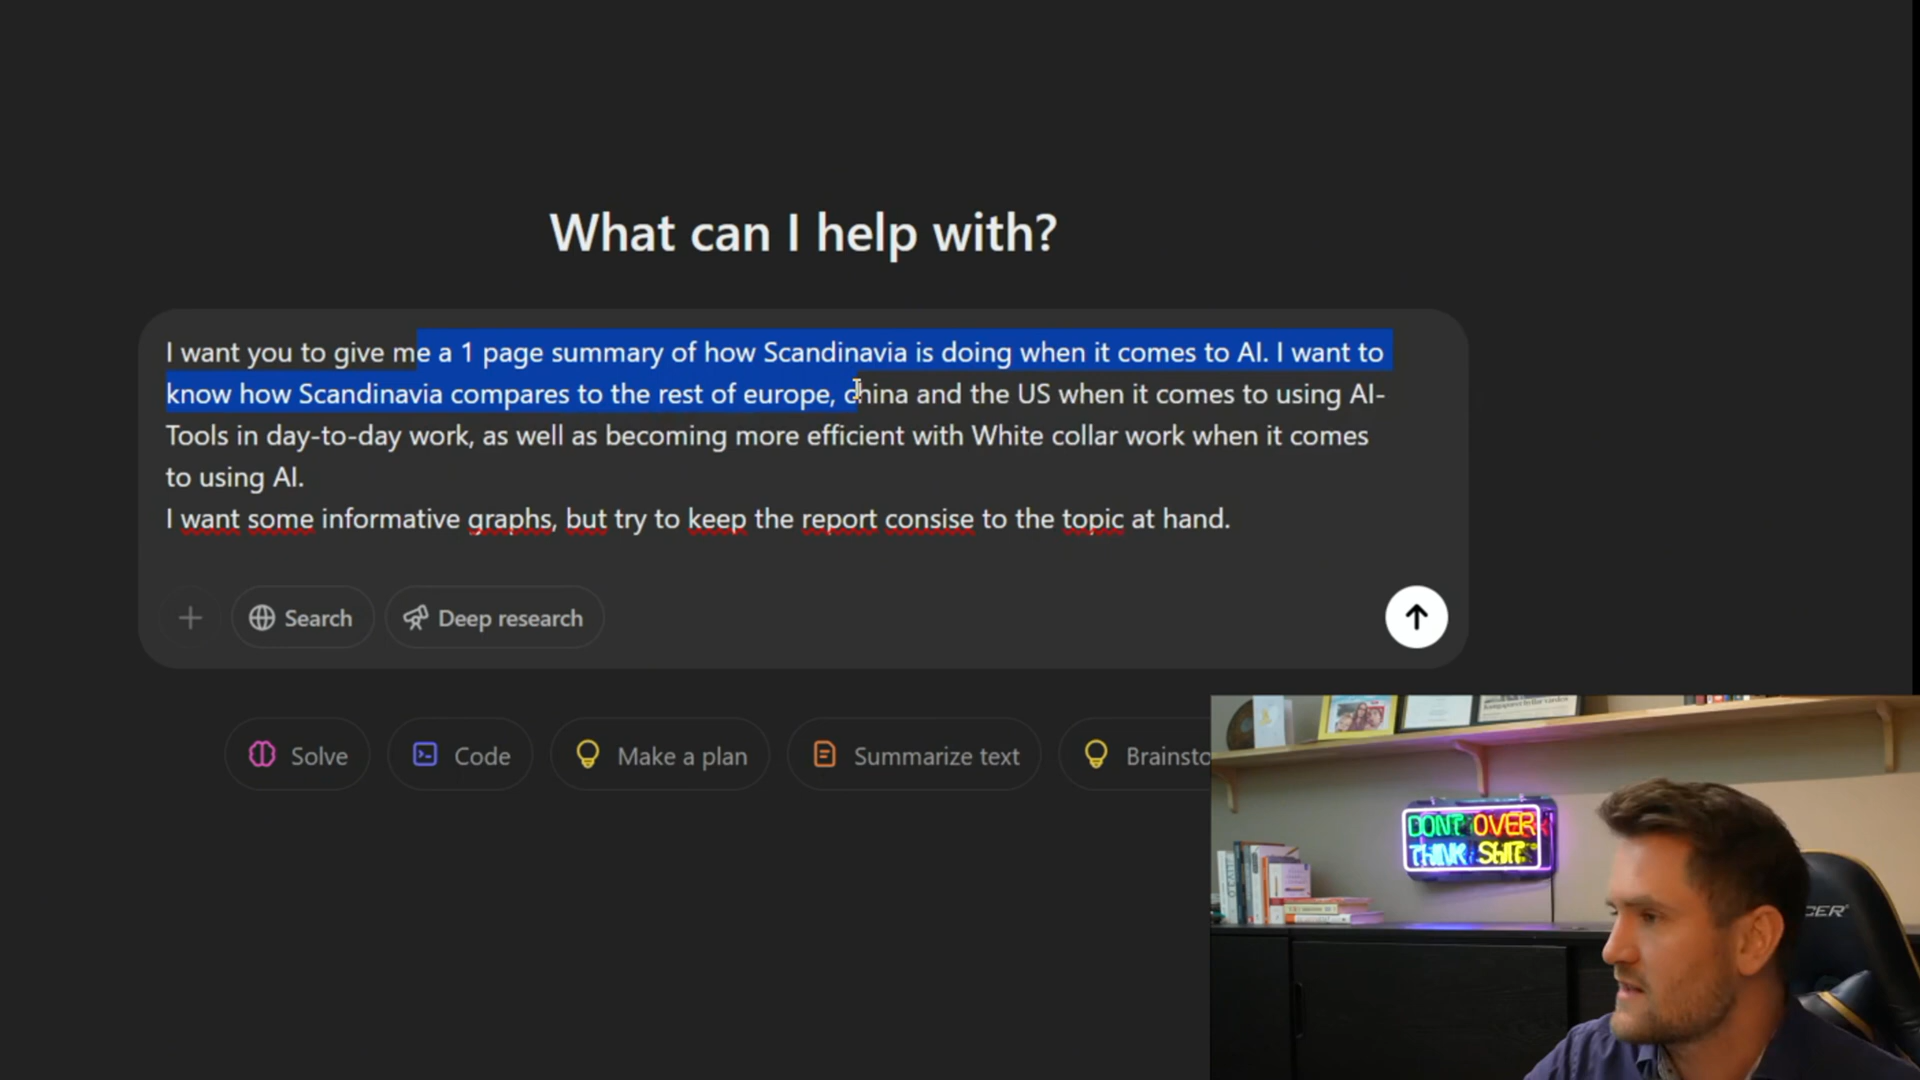 What can I help with?
I want you to give me a 1 page summary of how Scandinavia is doing when it comes to AI. I want to
know how Scandinavia compares to the rest of europe, china and the US when it comes to using AI-
Tools in day-to-day work, as well as becoming more efficient with White collar work when it comes
to using AI.
I want some informative graphs, but try to keep the report consise to the topic at hand.
Search
Deep research
Solve
Code
Make a plan
Summarize text
Brainsto
DONT OVER
THINK SHIT
CER